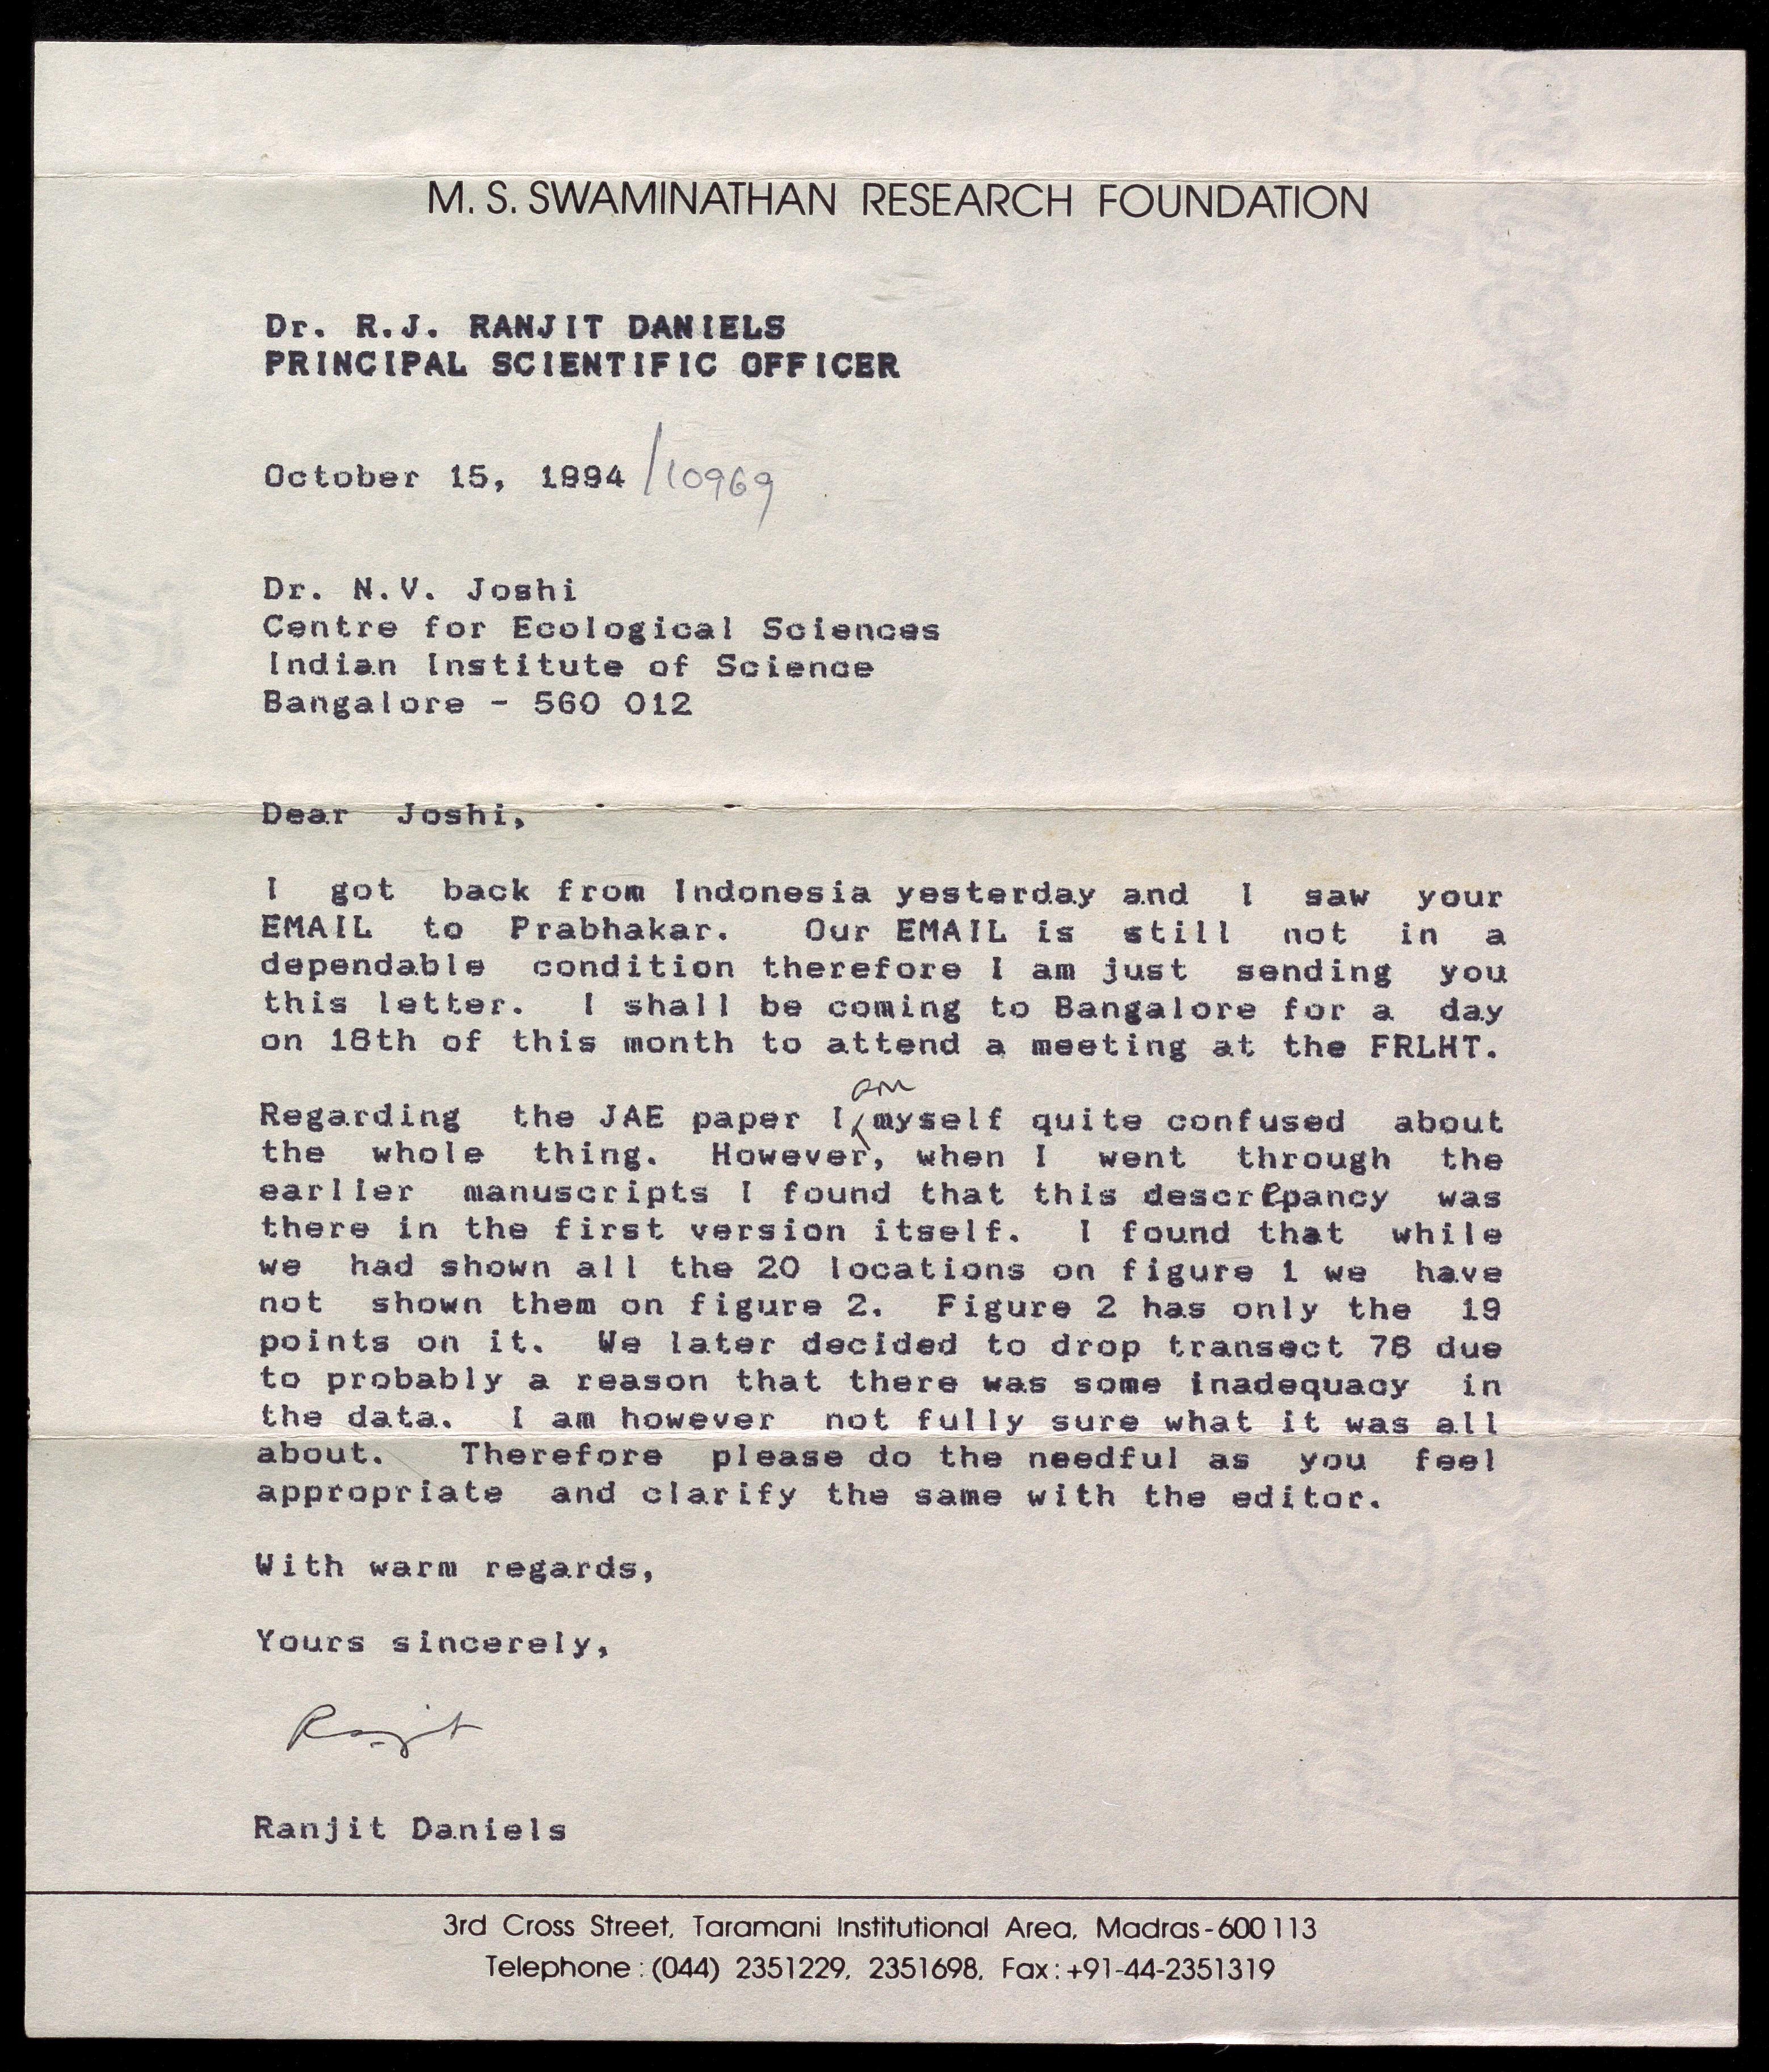 M. S. SWAMINATHAN RESEARCH FOUNDATION
Dr. R.J. RANJIT DANIELS
PRINCIPAL SCIENTIFIC OFFICER
October 15, 1994 /10969
Dr. N.V. Joshi
Centre for Ecological Sciences
Indian Institute of Science
Bangalore - 560 012
Dear Joshi,
I got back from Indonesia yesterday and I saw your
EMAIL to Prabhakar. Our EMAIL is still not in a
dependable condition therefore I am just sending you
this letter. I shall be coming to Bangalore for a day
on 18th of this month to attend a meeting at the FRLHT.
Regarding the JAE paper I am myself quite confused about
the whole thing. However, when I went through the
earlier manuscripts I found that this descrepancy was
there in the first version itself. I found that while
we had shown all the 20 locations on figure 1 we have
not shown them on figure 2. Figure 2 has only the 19
points on it. We later decided to drop transect 78 due
to probably a reason that there was some inadequacy in
the data. I am however not fully sure what it was all
about. Therefore please do the needful as you feel
appropriate and clarify the same with the editor.
With warm regards,
Yours sincerely,
Ranjit
Ranjit Daniels
3rd Cross Street, Taramani Institutional Area, Madras-600 113
Telephone : (044) 2351229, 2351698, Fax : +91-44-2351319